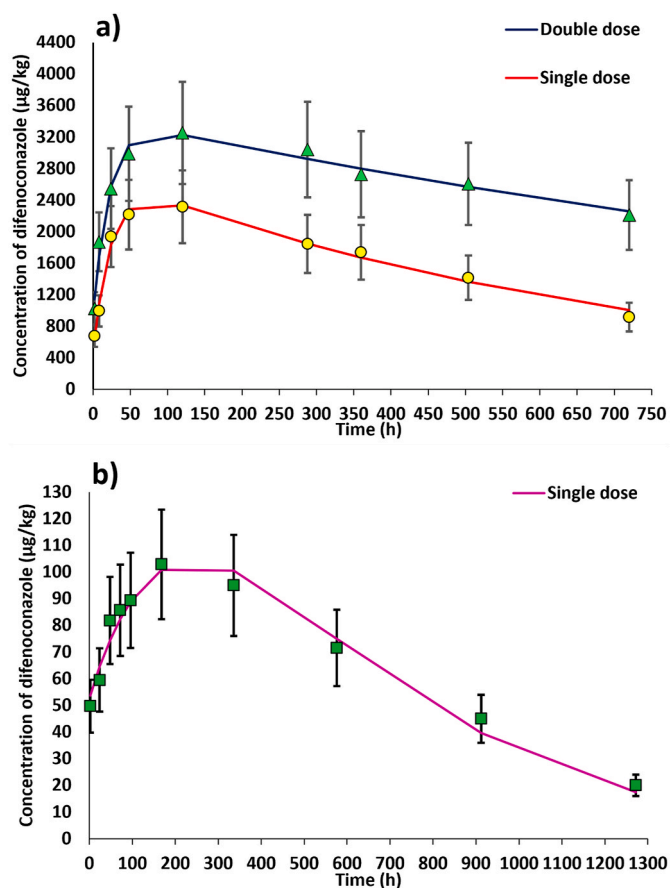 a)
Double dose
Single dose
Concentration of difenoconazole (µg/kg)
4400
4000
3600
3200
2800
2400
2000
1600
1200
800
400
0
0 50 100 150 200 250 300 350 400 450 500 550 600 650 700 750
Time (h)
b)
Single dose
Concentration of difenoconazole (µg/kg)
130
120
110
100
90
80
70
60
50
40
30
20
10
0
0 100 200 300 400 500 600 700 800 900 1000 1100 1200 1300
Time (h)